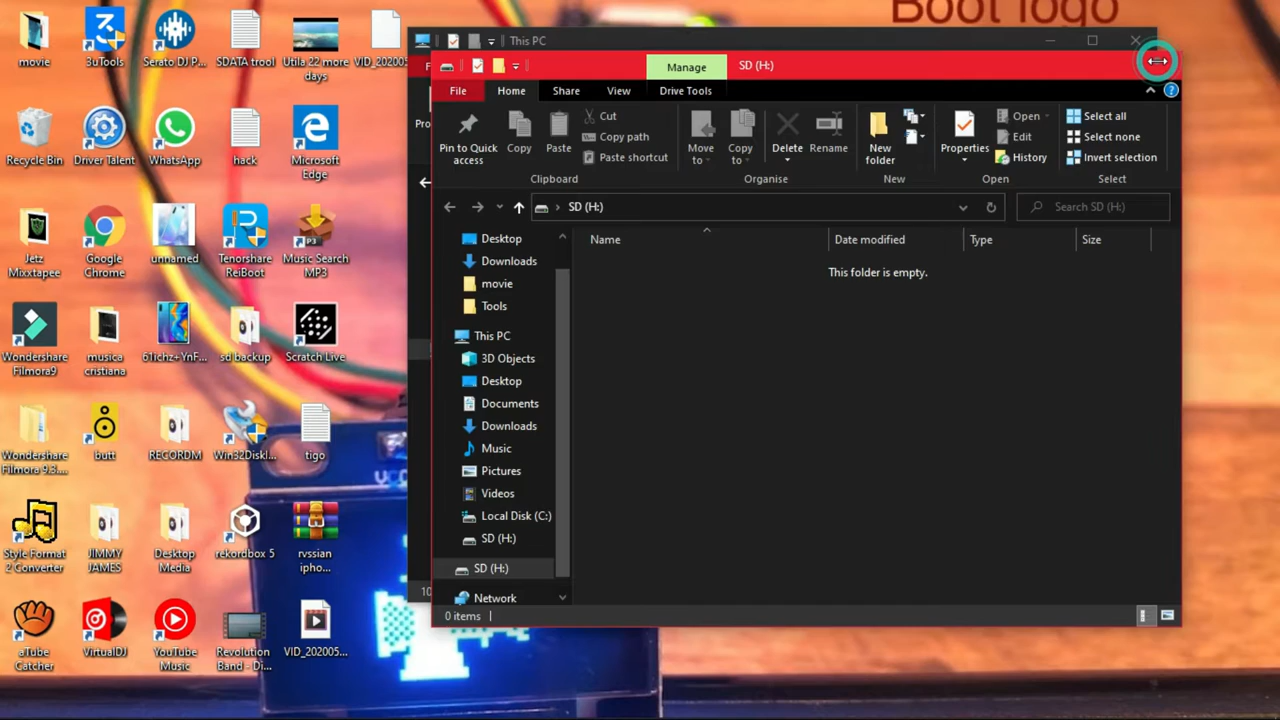 Boot logo
movie
3uTools
Serato DJ P...
SDATA trool
Utila 22 more
days
VID_202005
Recycle Bin
Driver Talent
WhatsApp
hack
Microsoft
Edge
Jetz
Mixxtapee
Google
Chrome
unnamed
Tenorshare
ReiBoot
P3
Music Search
MP3
Wondershare
Filmora9
musica
cristiana
61ichz+YnF...
sd backup
Scratch Live
Wondershare
Filmora 9.3....
butt
RECORDM
Win32DiskI...
tigo
Style Format
2 Converter
JIMMY
JAMES
Desktop
Media
rekordbox 5
rvssian
ipho...
aTube
Catcher
VirtualDJ
YouTube
Music
Revolution
Band - Di...
VID_202005...
This PC
F
Pro
10
Manage
SD (H:)
File
Home
Share
View
Drive Tools
Pin to Quick
access
Copy
Paste
Cut
Copy path
Paste shortcut
Clipboard
Move
to
Copy
to
Delete
Rename
Organise
New
folder
New
Properties
Open
Edit
History
Open
Select all
Select none
Invert selection
Select
SD (H:)
Search SD (H:)
Name
Date modified
Type
Size
This folder is empty.
Desktop
Downloads
movie
Tools
This PC
3D Objects
Desktop
Documents
Downloads
Music
Pictures
Videos
Local Disk (C:)
SD (H:)
SD (H:)
Network
0 items